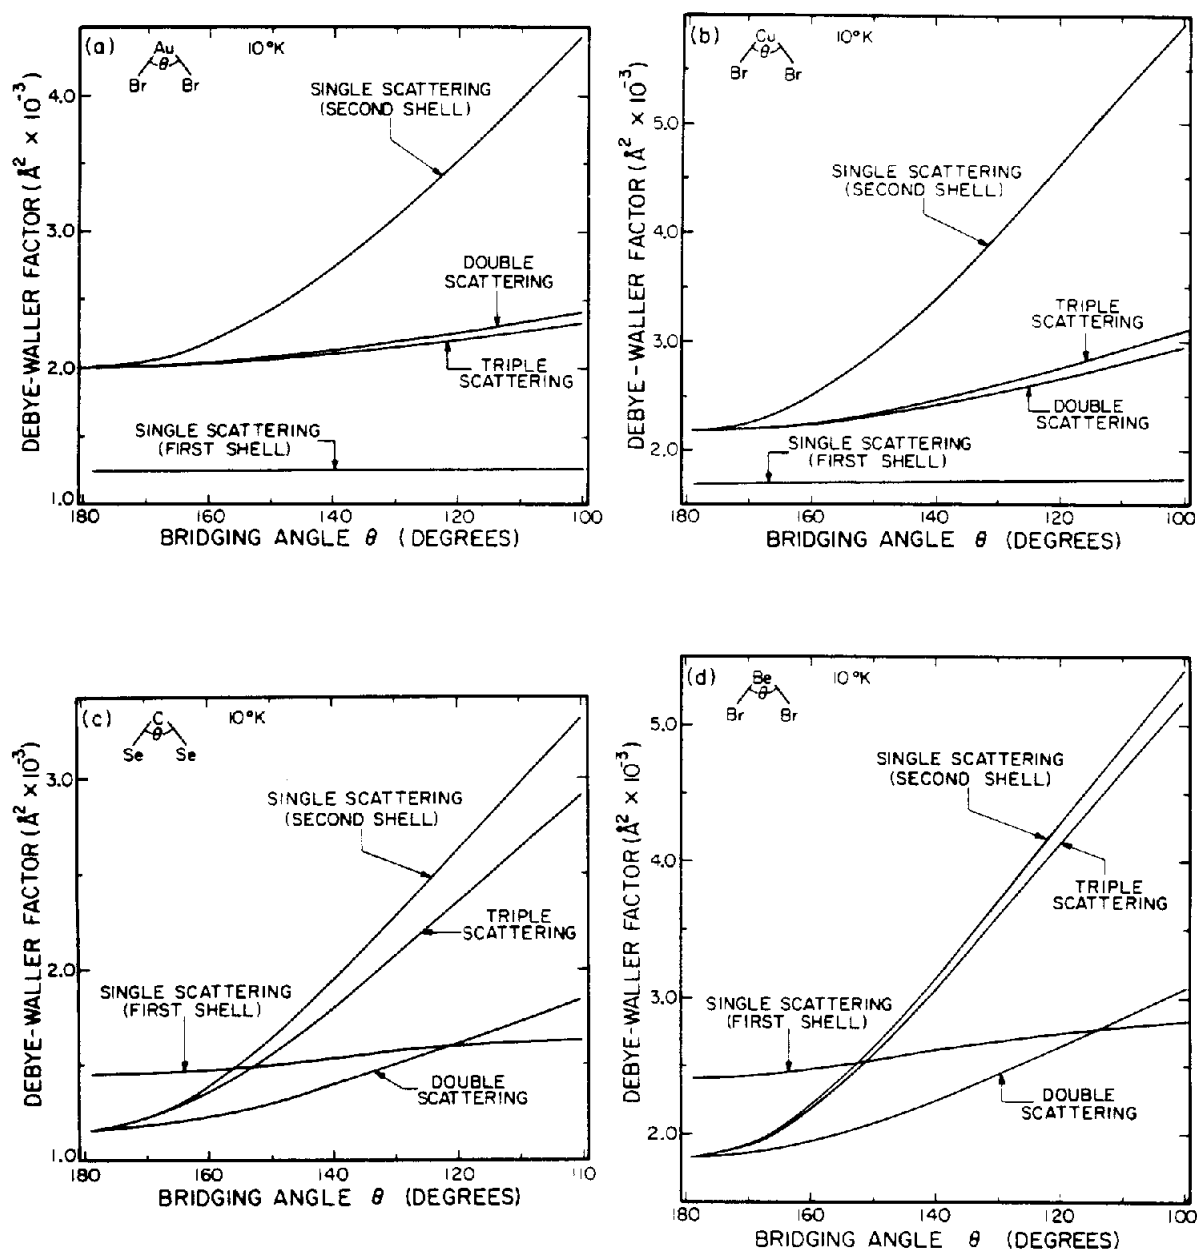 (a) Au 10°K
θ
Br Br
SINGLE SCATTERING
(SECOND SHELL)
DOUBLE
SCATTERING
TRIPLE
SCATTERING
SINGLE SCATTERING
(FIRST SHELL)
DEBYE-WALLER FACTOR (Å² × 10⁻³)
4.0
3.0
2.0
1.0
180 160 140 120 100
BRIDGING ANGLE θ (DEGREES)
(b) Cu 10°K
θ
Br Br
SINGLE SCATTERING
(SECOND SHELL)
TRIPLE
SCATTERING
DOUBLE
SCATTERING
SINGLE SCATTERING
(FIRST SHELL)
DEBYE-WALLER FACTOR (Å² × 10⁻³)
5.0
4.0
3.0
2.0
180 160 140 120 100
BRIDGING ANGLE θ (DEGREES)
(c) C 10°K
θ
Se Se
SINGLE SCATTERING
(SECOND SHELL)
TRIPLE
SCATTERING
SINGLE SCATTERING
(FIRST SHELL)
DOUBLE
SCATTERING
DEBYE-WALLER FACTOR (Å² × 10⁻³)
3.0
2.0
1.0
180 160 140 120 110
BRIDGING ANGLE θ (DEGREES)
(d) Be 10°K
θ
Br Br
SINGLE SCATTERING
(SECOND SHELL)
TRIPLE
SCATTERING
SINGLE SCATTERING
(FIRST SHELL)
DOUBLE
SCATTERING
DEBYE-WALLER FACTOR (Å² × 10⁻³)
5.0
4.0
3.0
2.0
180 160 140 120 100
BRIDGING ANGLE θ (DEGREES)